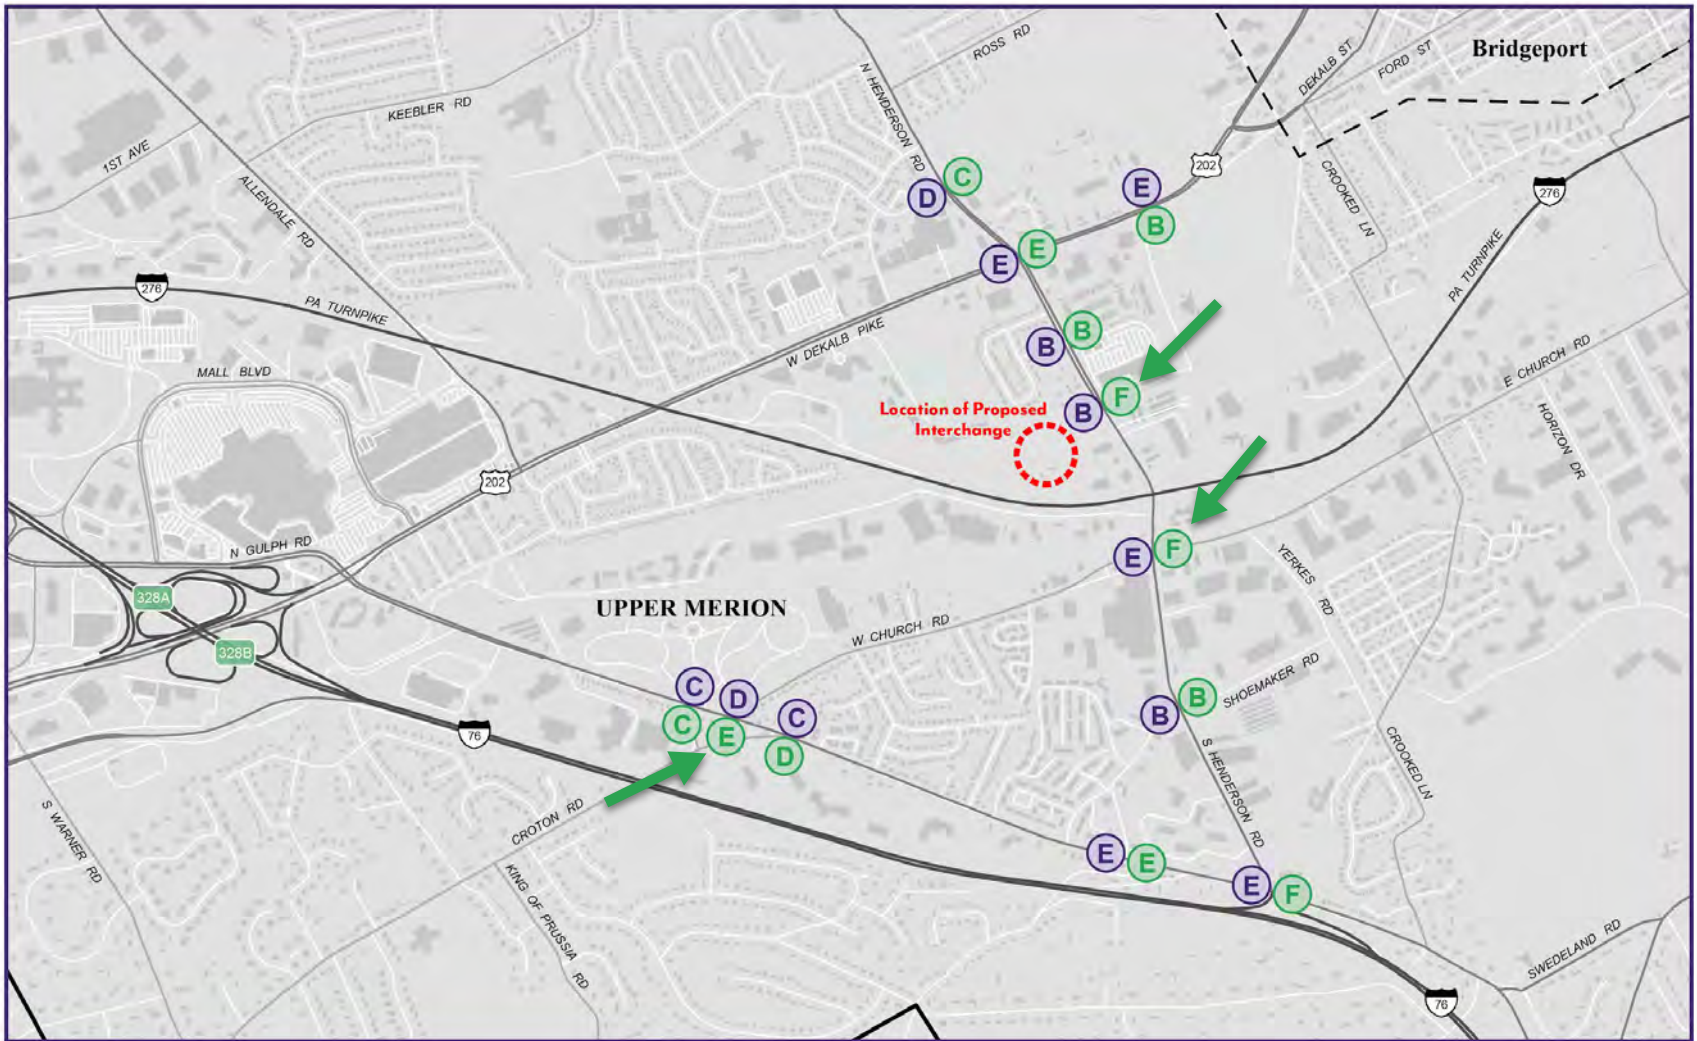 ROSS RD
Bridgeport
DEKALB ST
FORD ST
N HENDERSON RD
KEEBLER RD
1ST AVE
ALLENDALE RD
202
C
D
E
B
E
E
CROOKED LN
276
276
PA TURNPIKE
PA TURNPIKE
W DEKALB PIKE
B
B
MALL BLVD
E CHURCH RD
F
B
Location of Proposed
Interchange
HORIZON DR
202
N GULPH RD
F
E
YERKES RD
328A
328B
UPPER MERION
W CHURCH RD
SHOEMAKER RD
C
D
C
C
E
D
B
B
76
S HENDERSON RD
CROOKED LN
S WARNER RD
CROTON RD
KING OF PRUSSIA RD
E
E
E
F
SWEDELAND RD
76